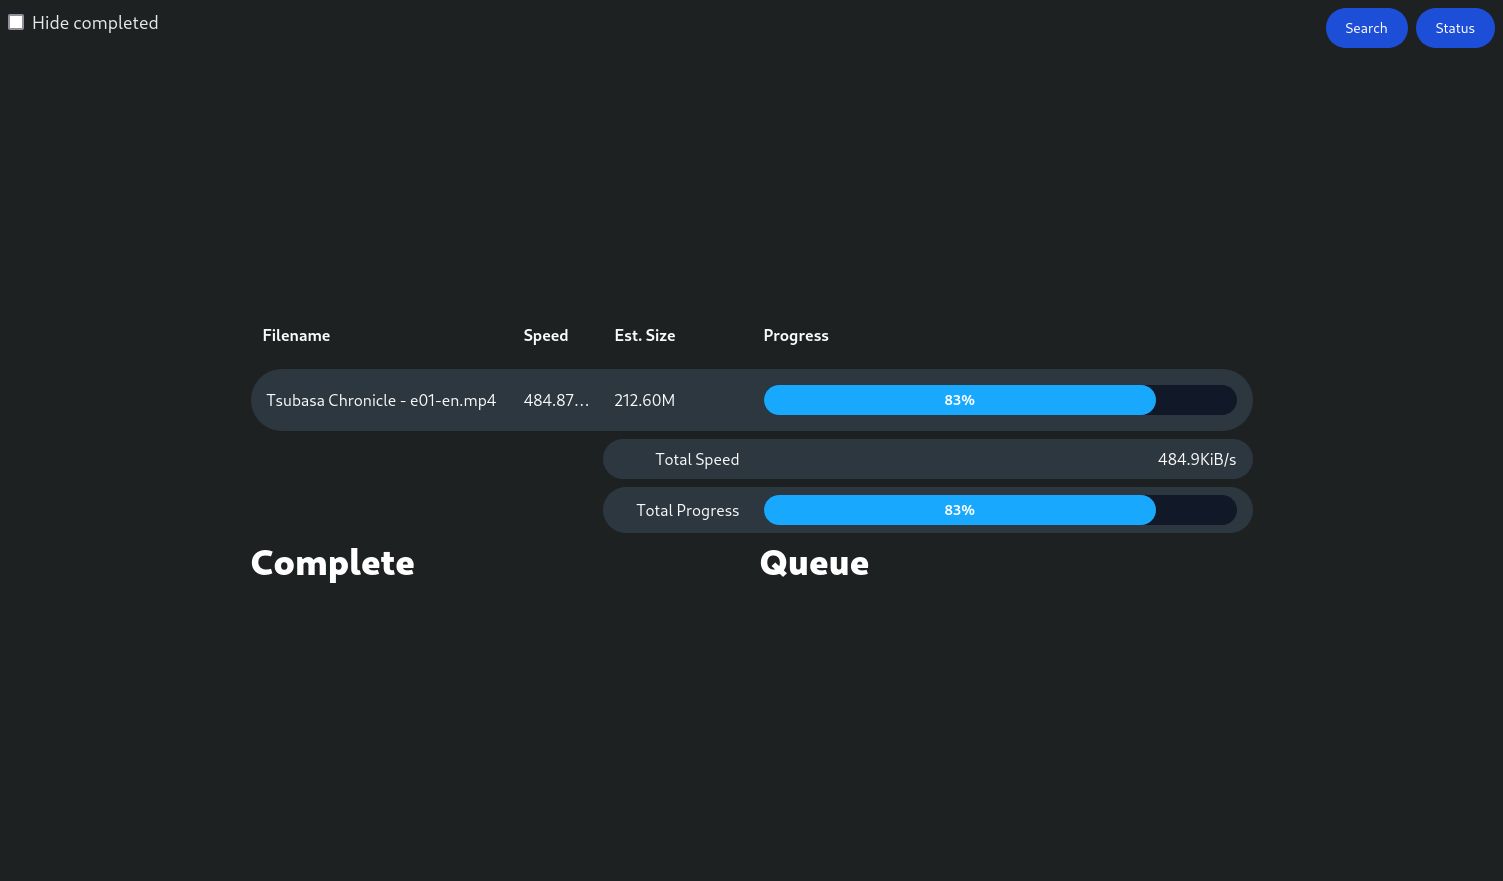 Hide completed
Search
Status
Filename Speed Est. Size Progress
Tsubasa Chronicle - e01-en.mp4 484.87... 212.60M 83%
Total Speed 484.9KiB/s
Total Progress 83%
Complete
Queue